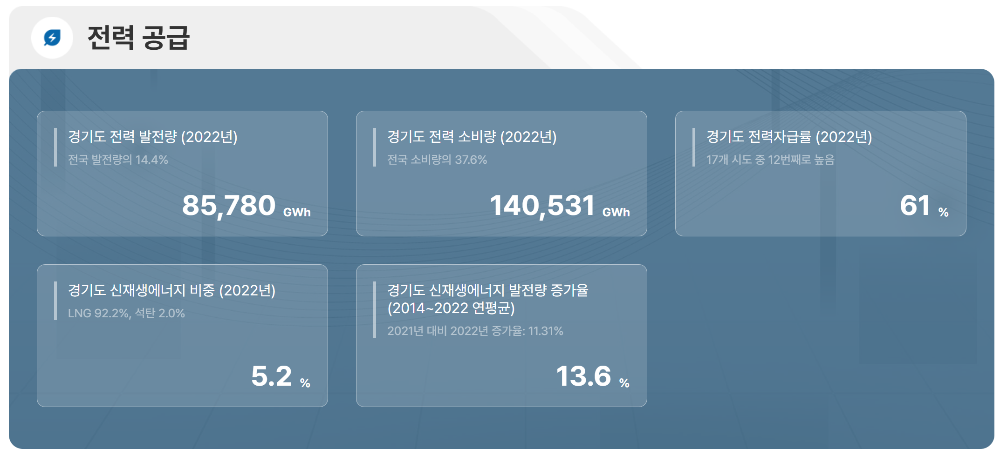 전력 공급
경기도 전력 발전량 (2022년)
전국 발전량의 14.4%
85,780 GWh
경기도 전력 소비량 (2022년)
전국 소비량의 37.6%
140,531 GWh
경기도 전력자급률 (2022년)
17개 시도 중 12번째로 높음
61 %
경기도 신재생에너지 비중 (2022년)
LNG 92.2%, 석탄 2.0%
5.2 %
경기도 신재생에너지 발전량 증가율
(2014~2022 연평균)
2021년 대비 2022년 증가율: 11.31%
13.6 %